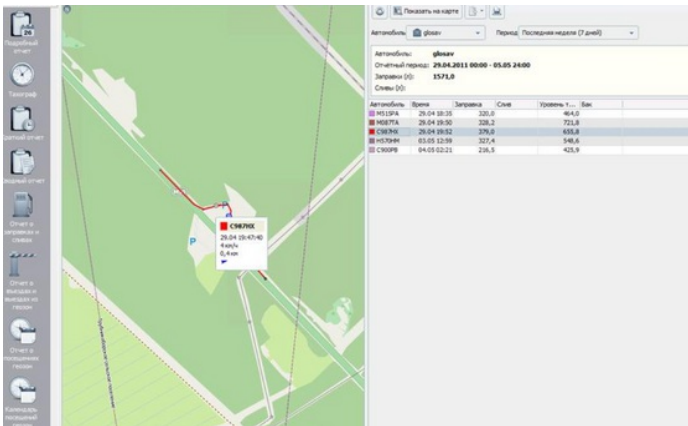 Подробный
отчет
Тахограф
Краткий отчет
Сводный отчет
Отчет о
заправках и
сливах
Отчет о
въездах и
выездах из
геозон
Отчет о
посещении
геозон
Календарь
посещений
геозон
P
P
С987НХ
29.04 19:47:40
4 км/ч
0,4 км
Показать на карте
Автомобиль glosav Период Последняя неделя (7 дней)
Автомобиль: glosav
Отчётный период: 29.04.2011 00:00 - 05.05 24:00
Заправки (л): 1571,0
Сливы (л):
Автомобиль Время Заправка Слив Уровень т... Бак
М515РА 29.04 18:35 320,0 464,0
М087ТА 29.04 19:50 328,2 721,8
С987НХ 29.04 19:52 379,0 655,8
Н570НМ 03.05 12:59 327,4 548,6
С900РВ 04.05 02:21 216,5 425,9